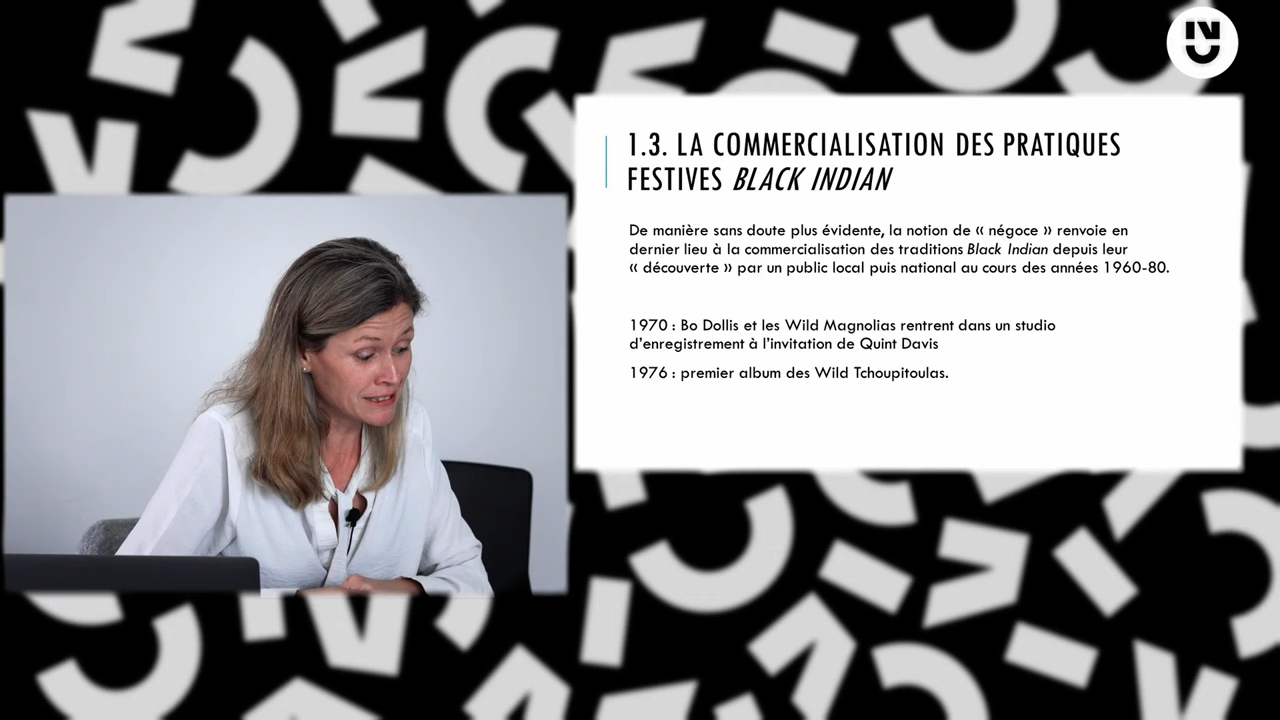 1.3. LA COMMERCIALISATION DES PRATIQUES
FESTIVES BLACK INDIAN
De manière sans doute plus évidente, la notion de « négoce » renvoie en
dernier lieu à la commercialisation des traditions Black Indian depuis leur
« découverte » par un public local puis national au cours des années 1960-80.
1970 : Bo Dollis et les Wild Magnolias rentrent dans un studio
d'enregistrement à l'invitation de Quint Davis
1976 : premier album des Wild Tchoupitoulas.